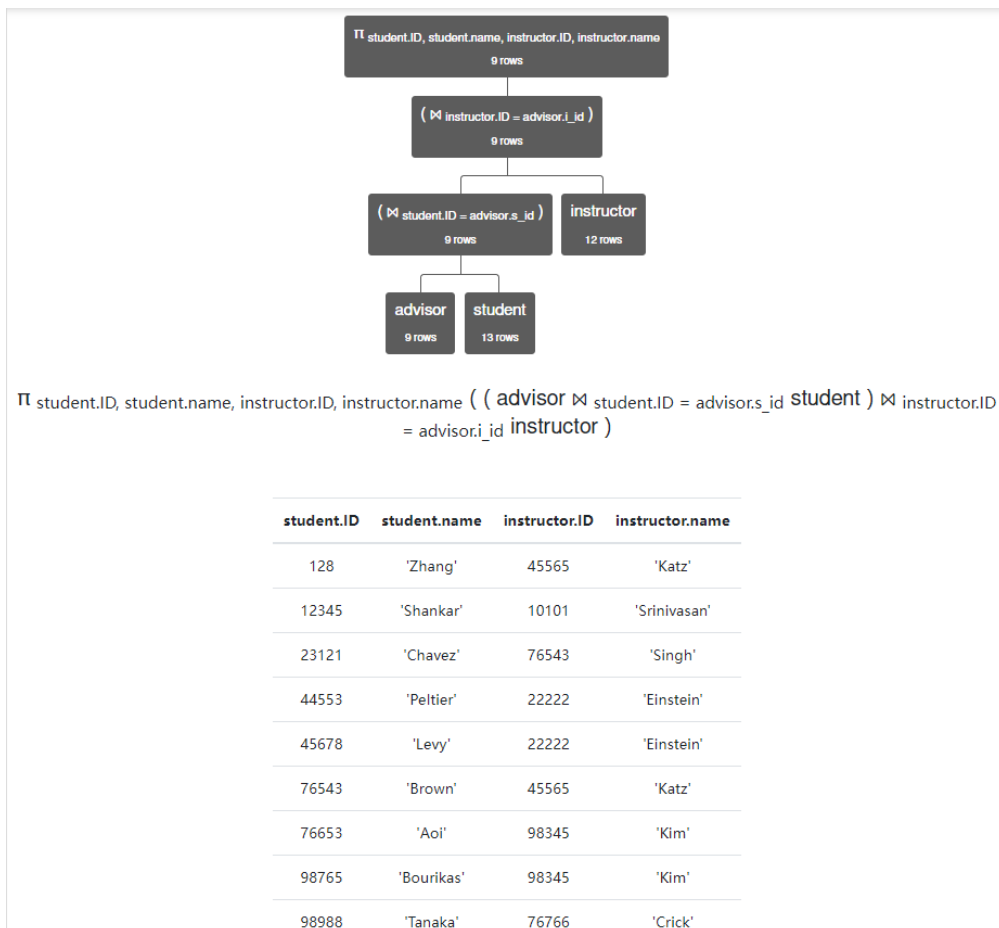 π student.ID, student.name, instructor.ID, instructor.name
9 rows
( ⋈ instructor.ID = advisor.i_id )
9 rows
( ⋈ student.ID = advisor.s_id )
9 rows
instructor
12 rows
advisor
9 rows
student
13 rows
π student.ID, student.name, instructor.ID, instructor.name ( ( advisor ⋈ student.ID = advisor.s_id student ) ⋈ instructor.ID
= advisor.i_id instructor )
student.ID student.name instructor.ID instructor.name
128 'Zhang' 45565 'Katz'
12345 'Shankar' 10101 'Srinivasan'
23121 'Chavez' 76543 'Singh'
44553 'Peltier' 22222 'Einstein'
45678 'Levy' 22222 'Einstein'
76543 'Brown' 45565 'Katz'
76653 'Aoi' 98345 'Kim'
98765 'Bourikas' 98345 'Kim'
98988 'Tanaka' 76766 'Crick'